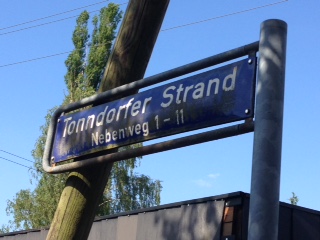 Tonndorfer Strand
Nebenweg 1 - 11